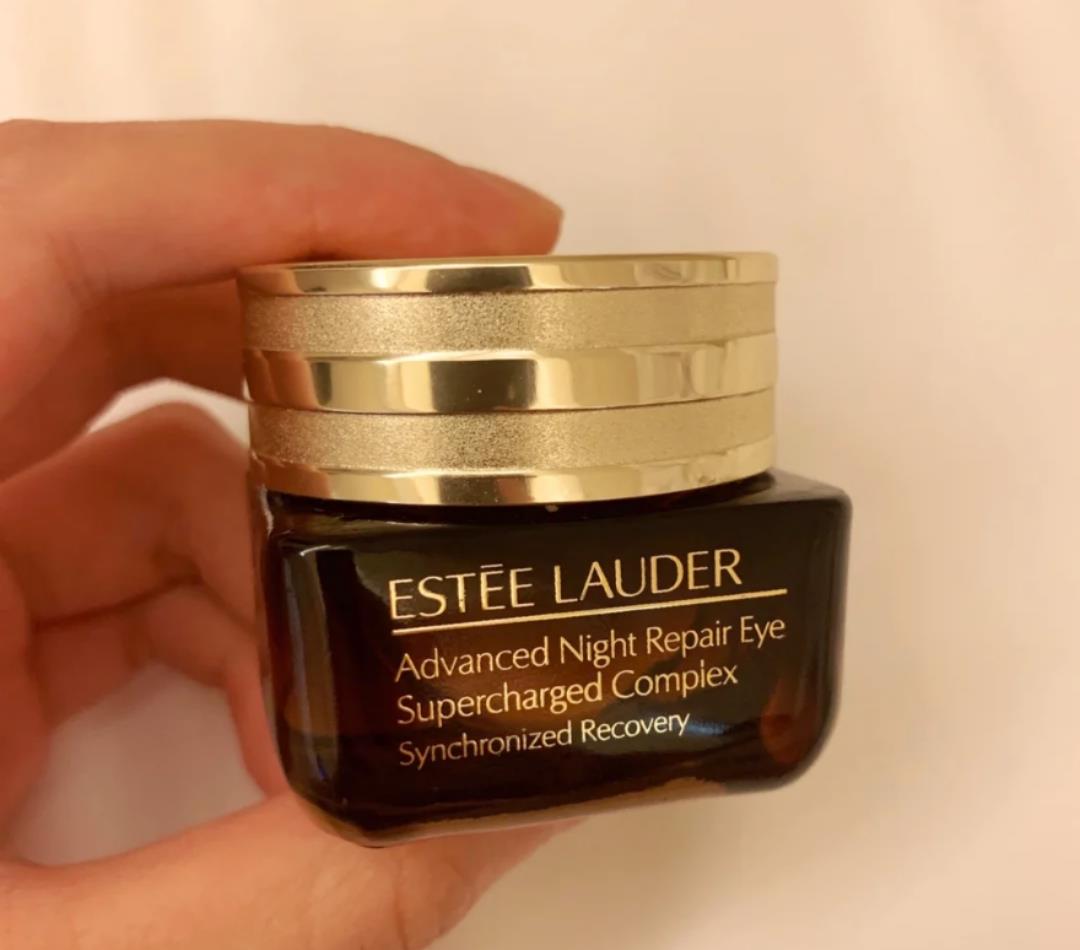 ESTĒE LAUDER
Advanced Night Repair Eye
Supercharged Complex
Synchronized Recovery